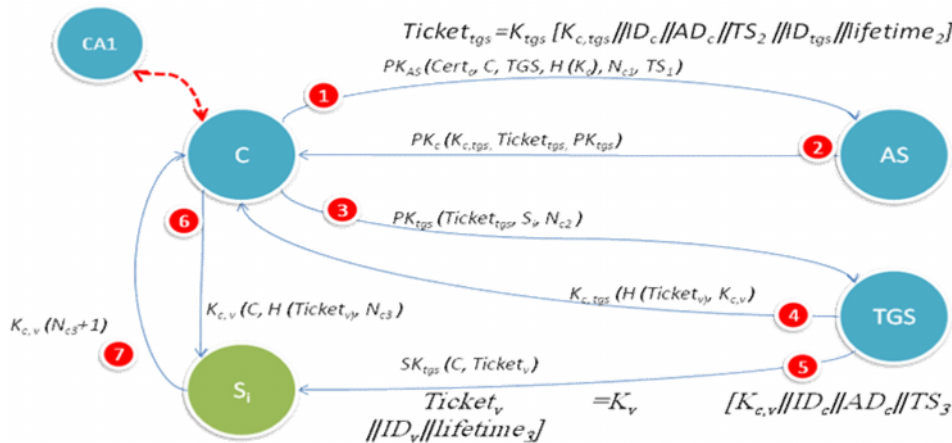 Ticket_tgs=K_tgs [K_c,tgs||ID_c||AD_c||TS_2 ||ID_tgs||lifetime_2]
CA1
PK_AS (Cert_c, C, TGS, H (K_c), N_c1, TS_1)
1
PK_c (K_c,tgs, Ticket_tgs, PK_tgs)
2
C
AS
3
6
PK_tgs (Ticket_tgs, S_i, N_c2)
K_c,tgs (H (Ticket_v), K_c,v)
4
TGS
K_c,v (C, H (Ticket_v), N_c3)
K_c,v (N_c3+1)
7
5
SK_tgs (C, Ticket_v)
S_i
Ticket_v =K_v [K_c,v||ID_c||AD_c||TS_3
||ID_v||lifetime_3]